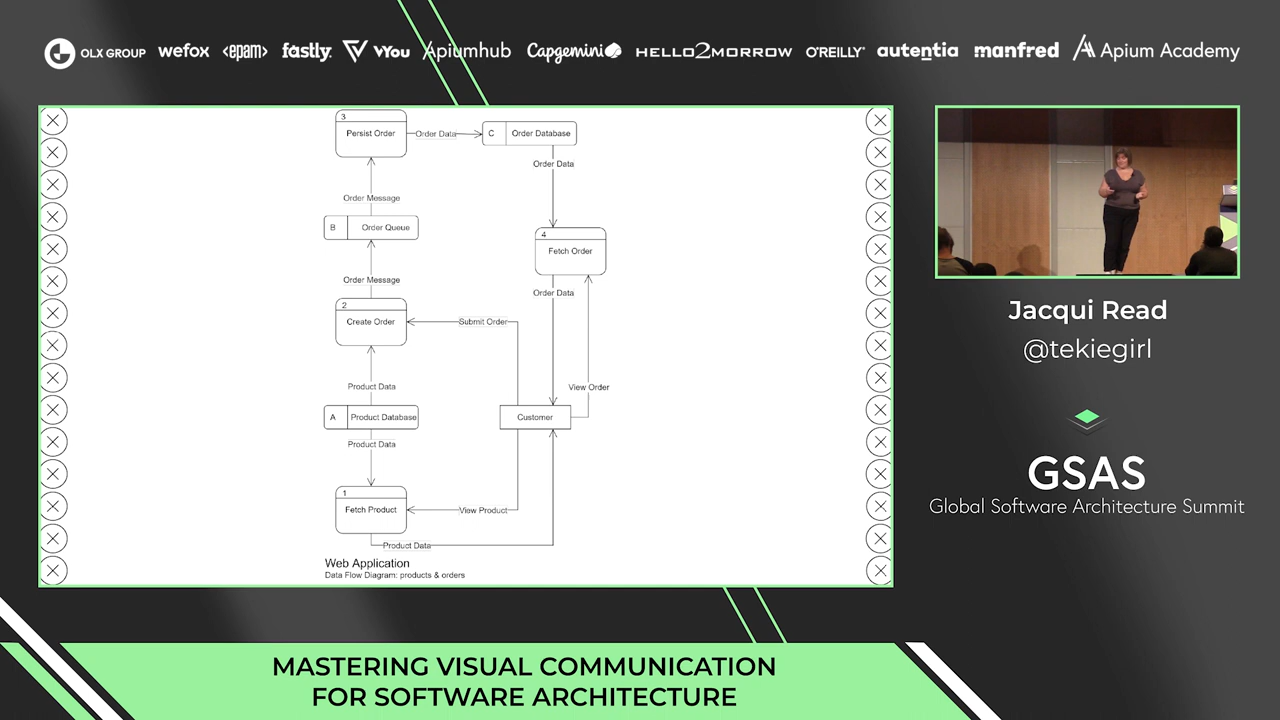 OLX GROUP wefox <epam> fastly. VYou Apiumhub Capgemini HELLO2MORROW O'REILLY® autentia manfred Apium Academy
3
Persist Order
Order Data
C Order Database
Order Data
Order Message
B Order Queue
4
Fetch Order
Order Message
Order Data
2
Create Order
Submit Order
Product Data
View Order
A Product Database
Customer
Product Data
1
Fetch Product
View Product
Product Data
Web Application
Data Flow Diagram: products & orders
Jacqui Read
@tekiegirl
GSAS
Global Software Architecture Summit
MASTERING VISUAL COMMUNICATION
FOR SOFTWARE ARCHITECTURE